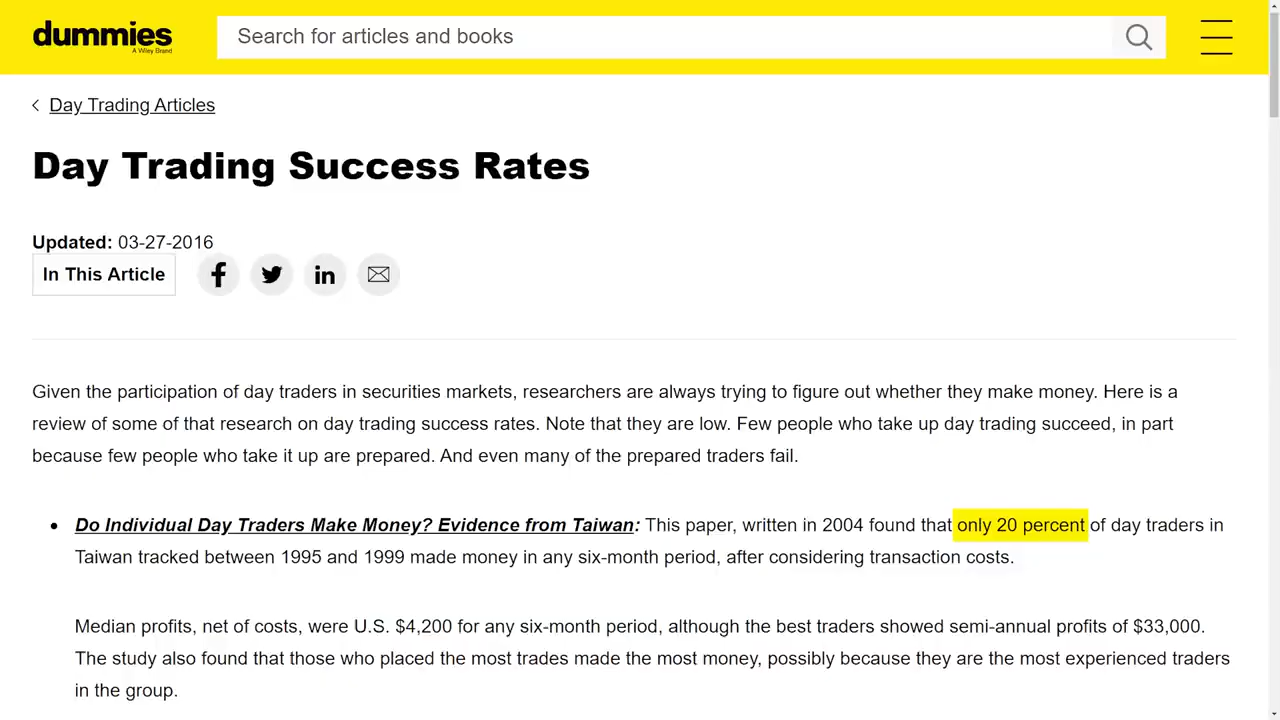 dummies
A Wiley Brand
Search for articles and books
Day Trading Articles
Day Trading Success Rates
Updated: 03-27-2016
In This Article
Given the participation of day traders in securities markets, researchers are always trying to figure out whether they make money. Here is a
review of some of that research on day trading success rates. Note that they are low. Few people who take up day trading succeed, in part
because few people who take it up are prepared. And even many of the prepared traders fail.
Do Individual Day Traders Make Money? Evidence from Taiwan: This paper, written in 2004 found that only 20 percent of day traders in
Taiwan tracked between 1995 and 1999 made money in any six-month period, after considering transaction costs.
Median profits, net of costs, were U.S. $4,200 for any six-month period, although the best traders showed semi-annual profits of $33,000.
The study also found that those who placed the most trades made the most money, possibly because they are the most experienced traders
in the group.